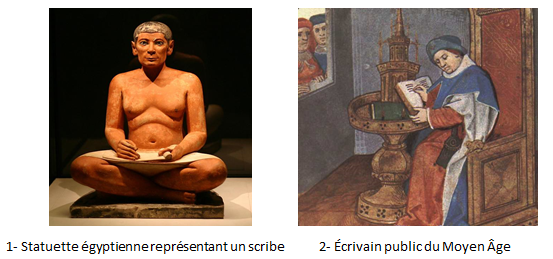 1- Statuette égyptienne représentant un scribe
2- Écrivain public du Moyen Âge